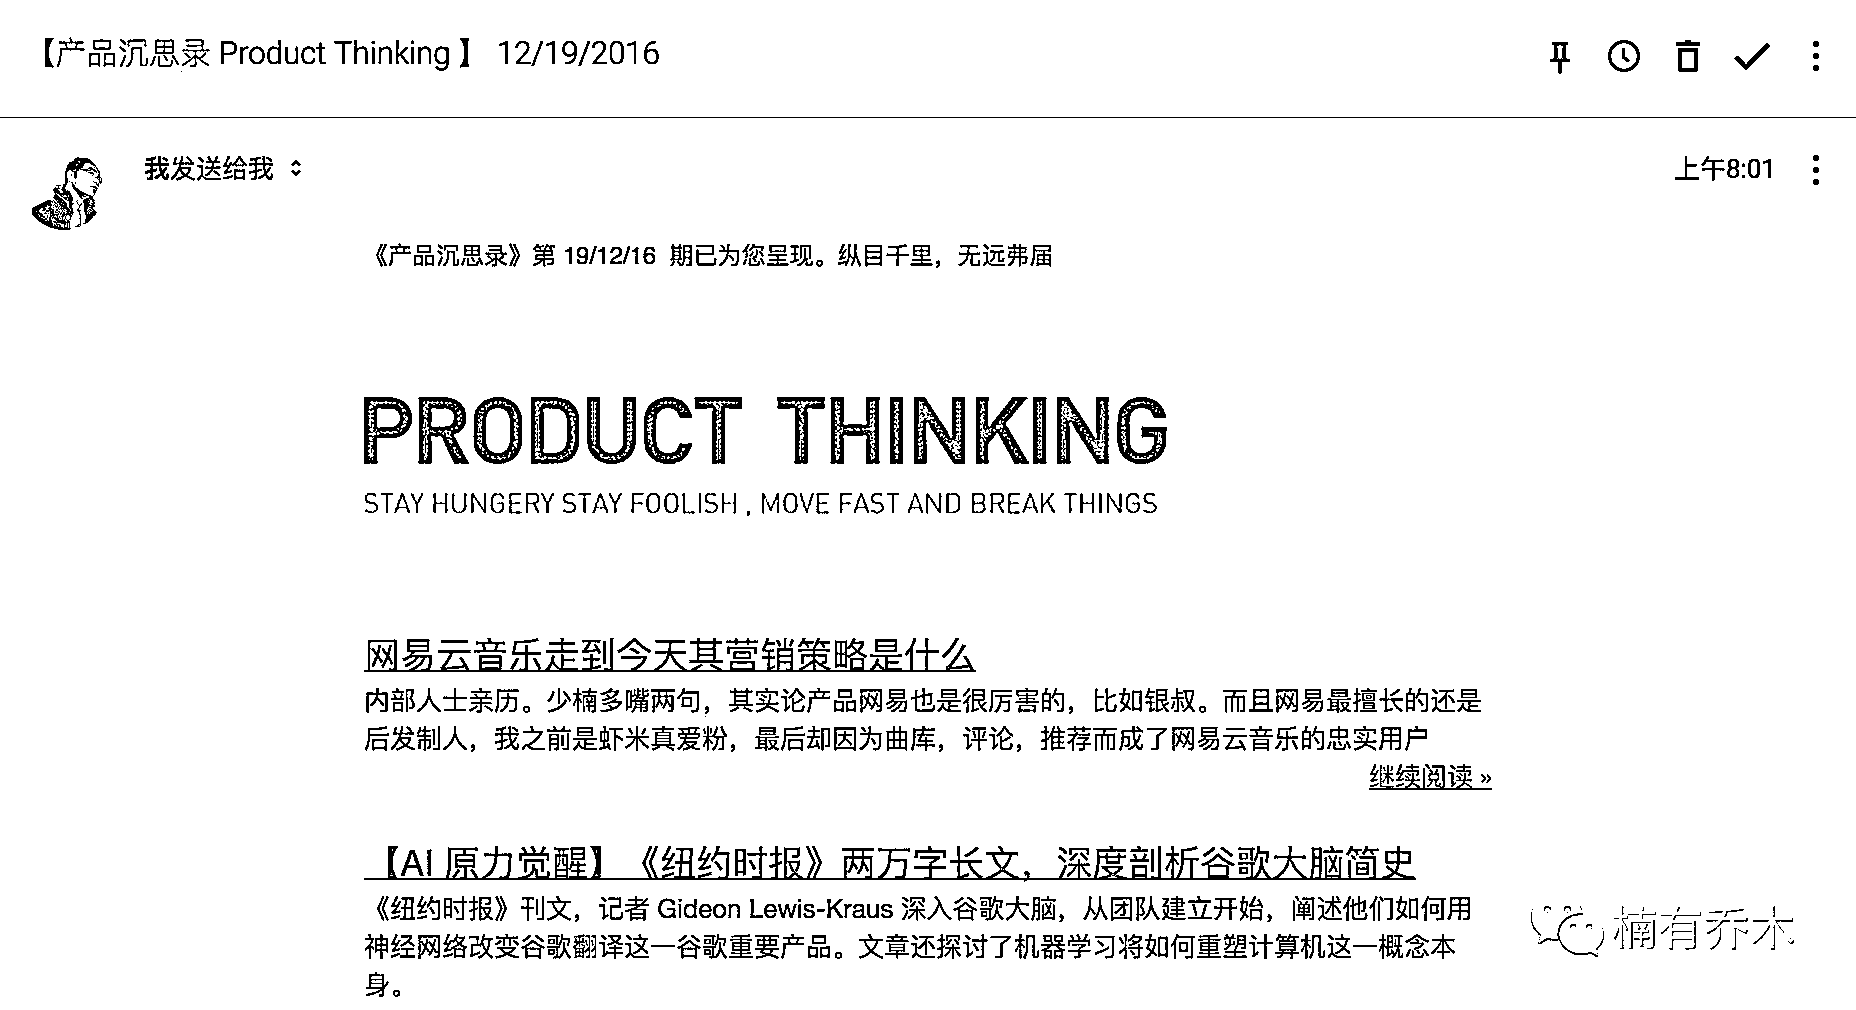 【产品沉思录 Product Thinking 】 12/19/2016
我发送给我
上午8:01
《产品沉思录》第 19/12/16 期已为您呈现。纵目千里，无远弗届
PRODUCT THINKING
STAY HUNGERY STAY FOOLISH , MOVE FAST AND BREAK THINGS
网易云音乐走到今天其营销策略是什么
内部人士亲历。少楠多嘴两句，其实论产品网易也是很厉害的，比如银叔。而且网易最擅长的还是
后发制人，我之前是虾米真爱粉，最后却因为曲库，评论，推荐而成了网易云音乐的忠实用户
继续阅读 »
【AI 原力觉醒】《纽约时报》两万字长文，深度剖析谷歌大脑简史
《纽约时报》刊文，记者 Gideon Lewis-Kraus 深入谷歌大脑，从团队建立开始，阐述他们如何用
神经网络改变谷歌翻译这一谷歌重要产品。文章还探讨了机器学习将如何重塑计算机这一概念本
身。
楠有乔木